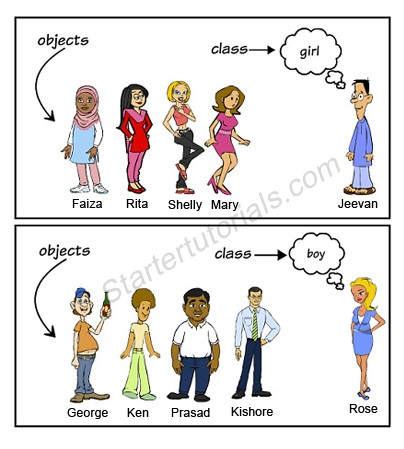 objects
class
girl
Faiza
Rita
Shelly
Mary
Jeevan
objects
class
boy
George
Ken
Prasad
Kishore
Rose
Startertutorials.com